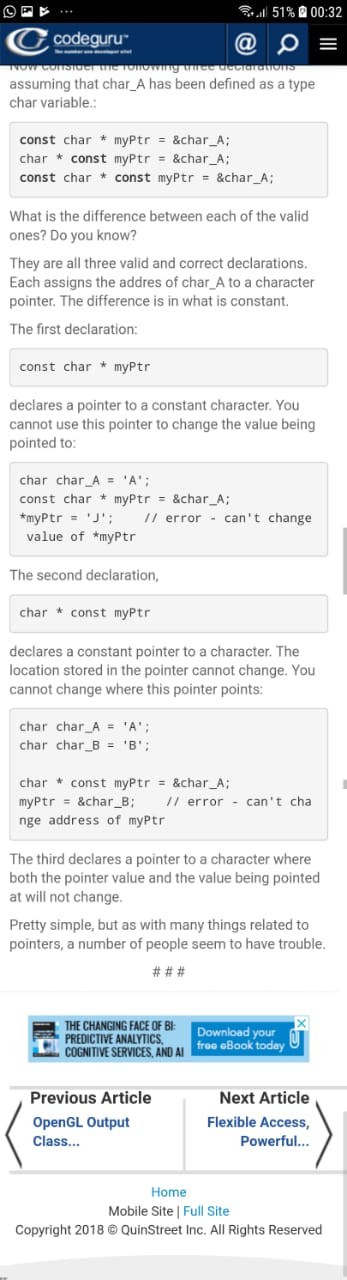 51% 00:32
codeguru™
The number one developer site!
Now consider the following three declarations
assuming that char_A has been defined as a type
char variable.:
const char * myPtr = &char_A;
char * const myPtr = &char_A;
const char * const myPtr = &char_A;
What is the difference between each of the valid
ones? Do you know?
They are all three valid and correct declarations.
Each assigns the addres of char_A to a character
pointer. The difference is in what is constant.
The first declaration:
const char * myPtr
declares a pointer to a constant character. You
cannot use this pointer to change the value being
pointed to:
char char_A = 'A';
const char * myPtr = &char_A;
*myPtr = 'J';    // error - can't change
value of *myPtr
The second declaration,
char * const myPtr
declares a constant pointer to a character. The
location stored in the pointer cannot change. You
cannot change where this pointer points:
char char_A = 'A';
char char_B = 'B';
char * const myPtr = &char_A;
myPtr = &char_B;    // error - can't cha
nge address of myPtr
The third declares a pointer to a character where
both the pointer value and the value being pointed
at will not change.
Pretty simple, but as with many things related to
pointers, a number of people seem to have trouble.
# # #
THE CHANGING FACE OF BI:
PREDICTIVE ANALYTICS,
COGNITIVE SERVICES, AND AI
Download your
free eBook today
Previous Article
OpenGL Output
Class...
Next Article
Flexible Access,
Powerful...
Home
Mobile Site | Full Site
Copyright 2018 © QuinStreet Inc. All Rights Reserved